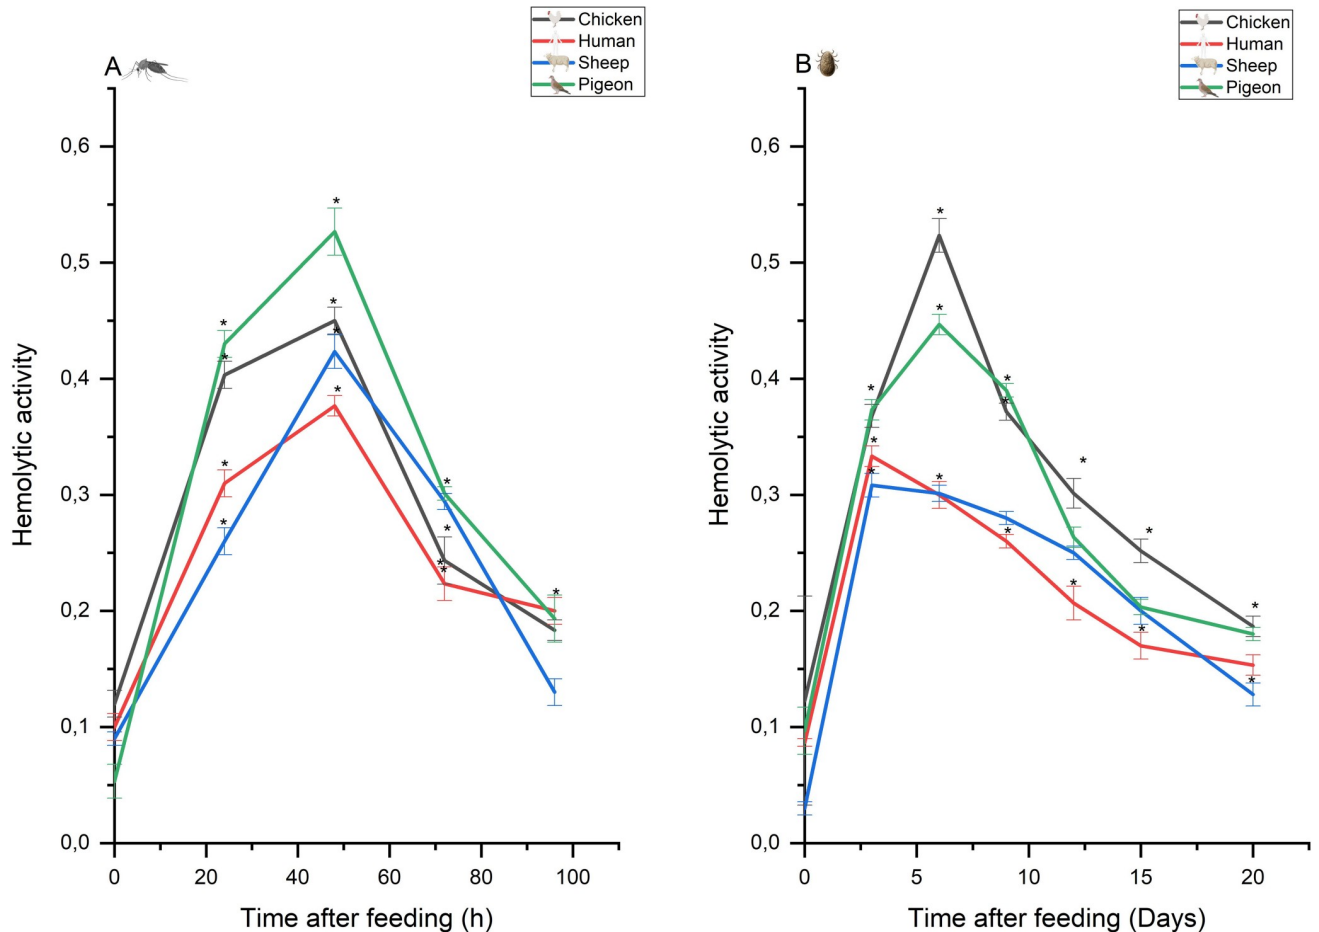 A
Chicken
Human
Sheep
Pigeon
0,6
0,5
0,4
0,3
0,2
0,1
0,0
Hemolytic activity
0 20 40 60 80 100
Time after feeding (h)
B
Chicken
Human
Sheep
Pigeon
0,6
0,5
0,4
0,3
0,2
0,1
0,0
Hemolytic activity
0 5 10 15 20
Time after feeding (Days)